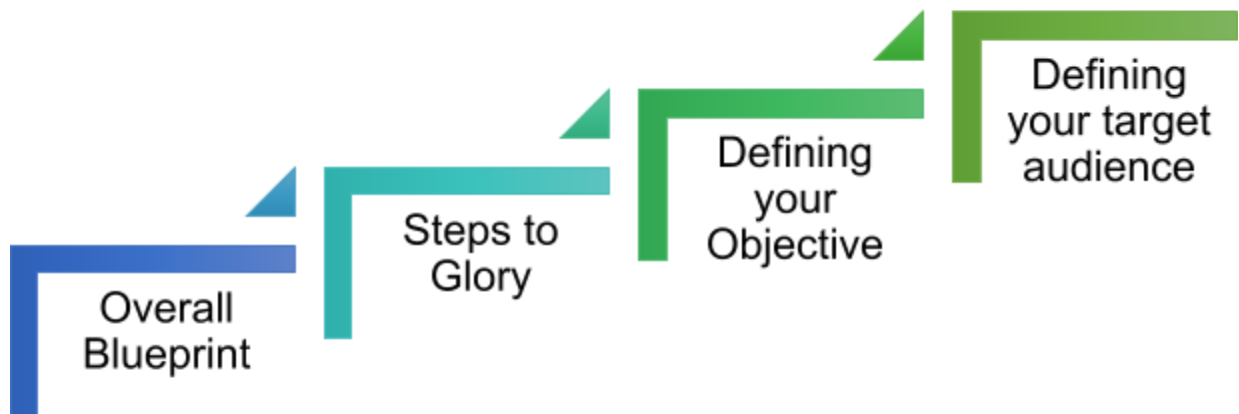 Overall
Blueprint
Steps to
Glory
Defining
your
Objective
Defining
your target
audience